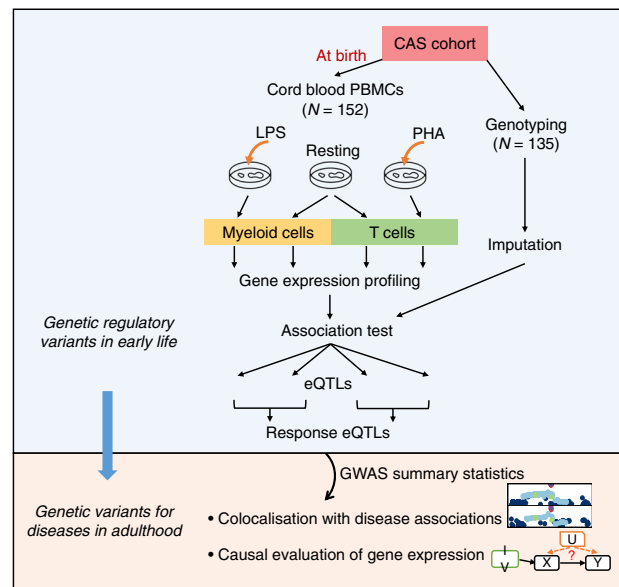 CAS cohort
At birth
Cord blood PBMCs
(N = 152)
Genotyping
(N = 135)
LPS
Resting
PHA
Myeloid cells
T cells
Imputation
Gene expression profiling
Association test
Genetic regulatory
variants in early life
eQTLs
Response eQTLs
GWAS summary statistics
Genetic variants for
diseases in adulthood
• Colocalisation with disease associations
• Causal evaluation of gene expression
I
V
X
?
U
Y